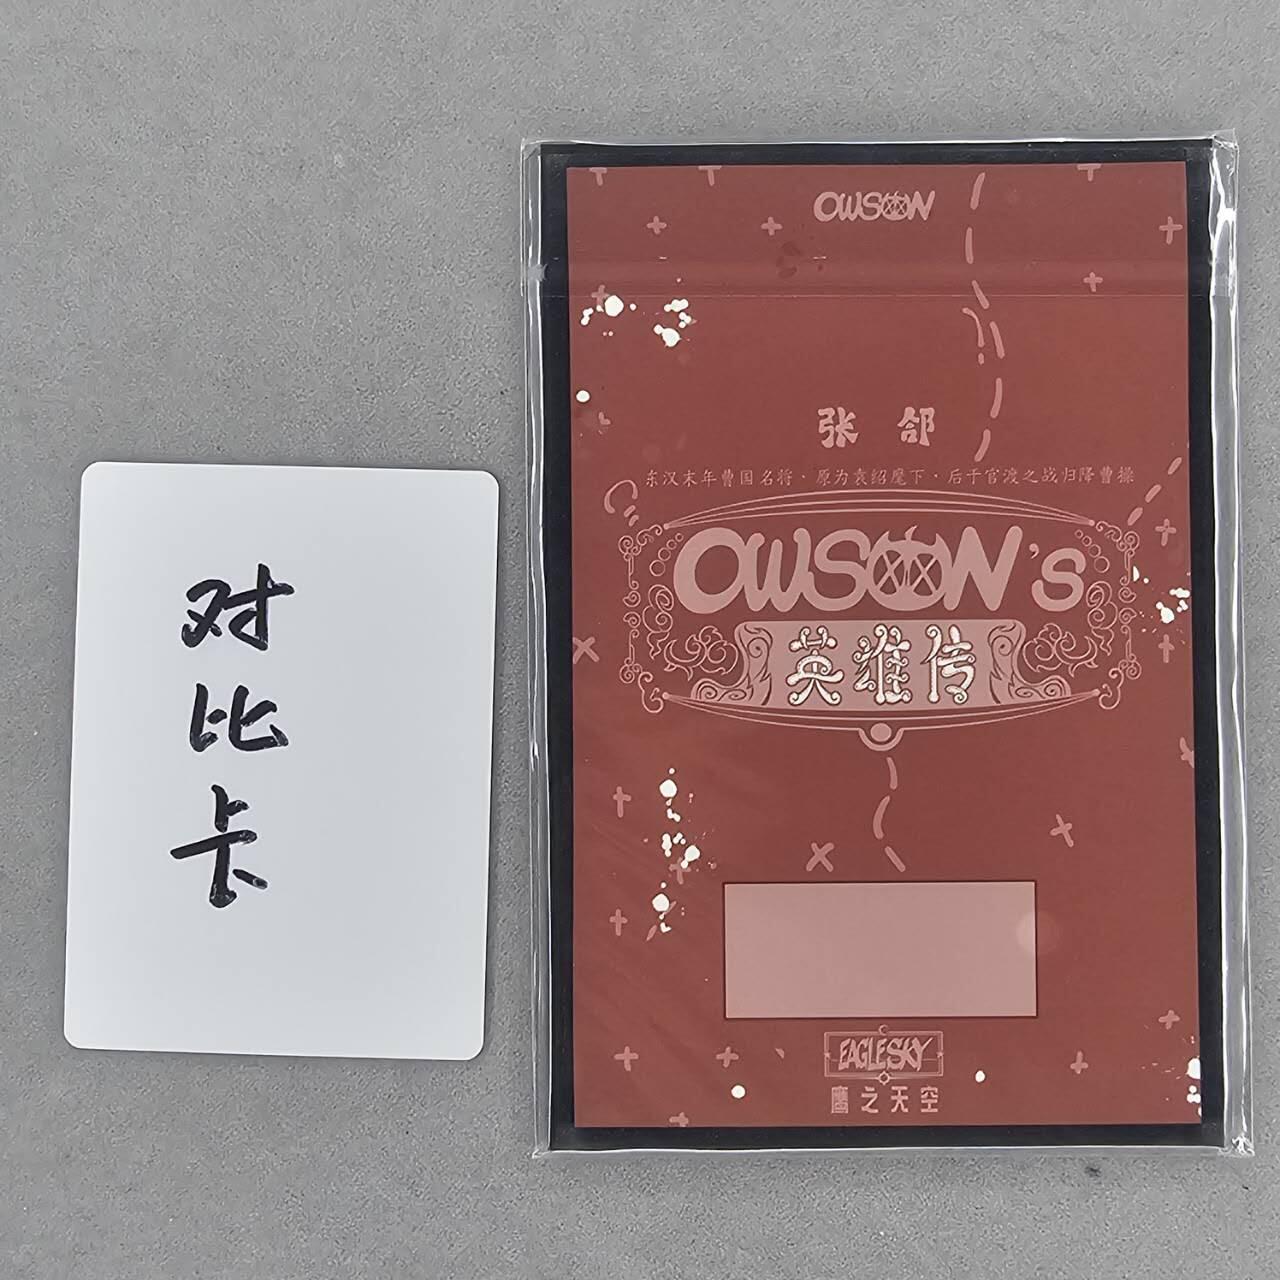 对
比
卡
OWSON
张郃
东汉末年曹国名将·原为袁绍麾下·后于官渡之战归降曹操
OWSON's
英雄传
EAGLESKY
鹰之天空